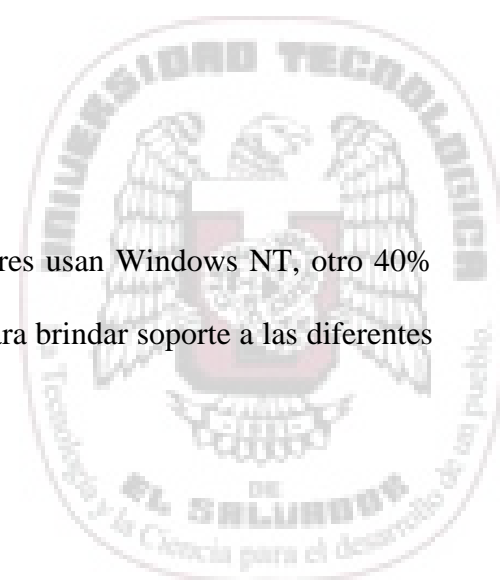 UNIVERSIDAD TECNOLOGICA
res usan Windows NT, otro 40%
ra brindar soporte a las diferentes
DE
EL SALVADOR
La Tecnología y la Ciencia para el desarrollo de un pueblo